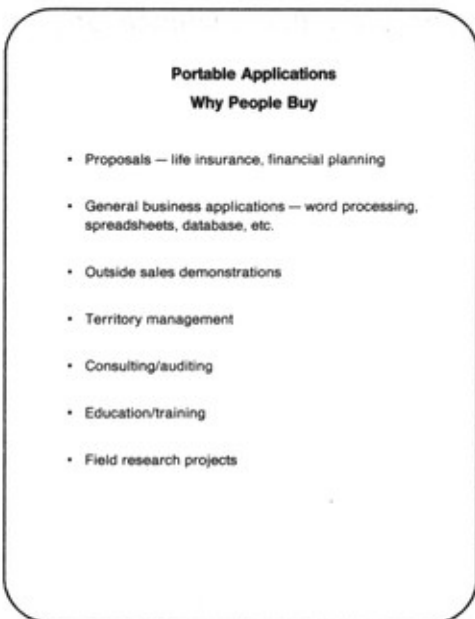 Portable Applications
Why People Buy
• Proposals — life insurance, financial planning
• General business applications — word processing,
spreadsheets, database, etc.
• Outside sales demonstrations
• Territory management
• Consulting/auditing
• Education/training
• Field research projects